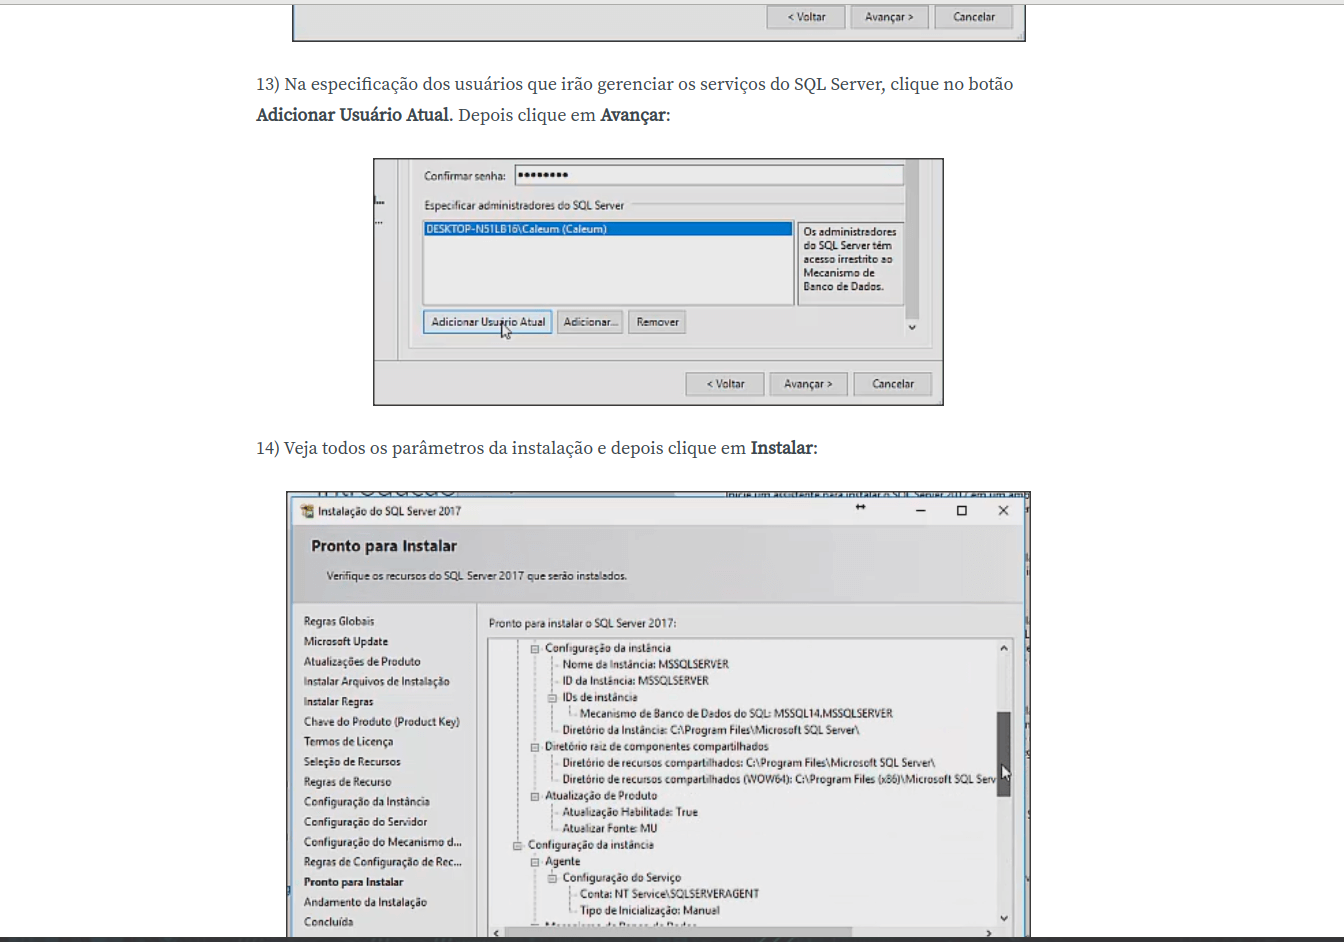 < Voltar Avançar > Cancelar
13) Na especificação dos usuários que irão gerenciar os serviços do SQL Server, clique no botão
Adicionar Usuário Atual. Depois clique em Avançar:
Confirmar senha: ●●●●●●●●
Especificar administradores do SQL Server
DESKTOP-N51LB16\Caleum (Caleum)
Os administradores
do SQL Server têm
acesso irrestrito ao
Mecanismo de
Banco de Dados.
Adicionar Usuário Atual Adicionar... Remover
< Voltar Avançar > Cancelar
14) Veja todos os parâmetros da instalação e depois clique em Instalar:
Instalação do SQL Server 2017
Pronto para Instalar
Verifique os recursos do SQL Server 2017 que serão instalados.
Regras Globais
Microsoft Update
Atualizações de Produto
Instalar Arquivos de Instalação
Instalar Regras
Chave do Produto (Product Key)
Termos de Licença
Seleção de Recursos
Regras de Recurso
Configuração da Instância
Configuração do Servidor
Configuração do Mecanismo d...
Regras de Configuração de Rec...
Pronto para Instalar
Andamento da Instalação
Concluída
Pronto para instalar o SQL Server 2017:
Configuração da instância
Nome da Instância: MSSQLSERVER
ID da Instância: MSSQLSERVER
IDs de instância
Mecanismo de Banco de Dados do SQL: MSSQL14.MSSQLSERVER
Diretório da Instância: C:\Program Files\Microsoft SQL Server\
Diretório raiz de componentes compartilhados
Diretório de recursos compartilhados: C:\Program Files\Microsoft SQL Server\
Diretório de recursos compartilhados (WOW64): C:\Program Files (x86)\Microsoft SQL Serv
Atualização de Produto
Atualização Habilitada: True
Atualizar Fonte: MU
Configuração da instância
Agente
Configuração do Serviço
Conta: NT Service\SQLSERVERAGENT
Tipo de Inicialização: Manual